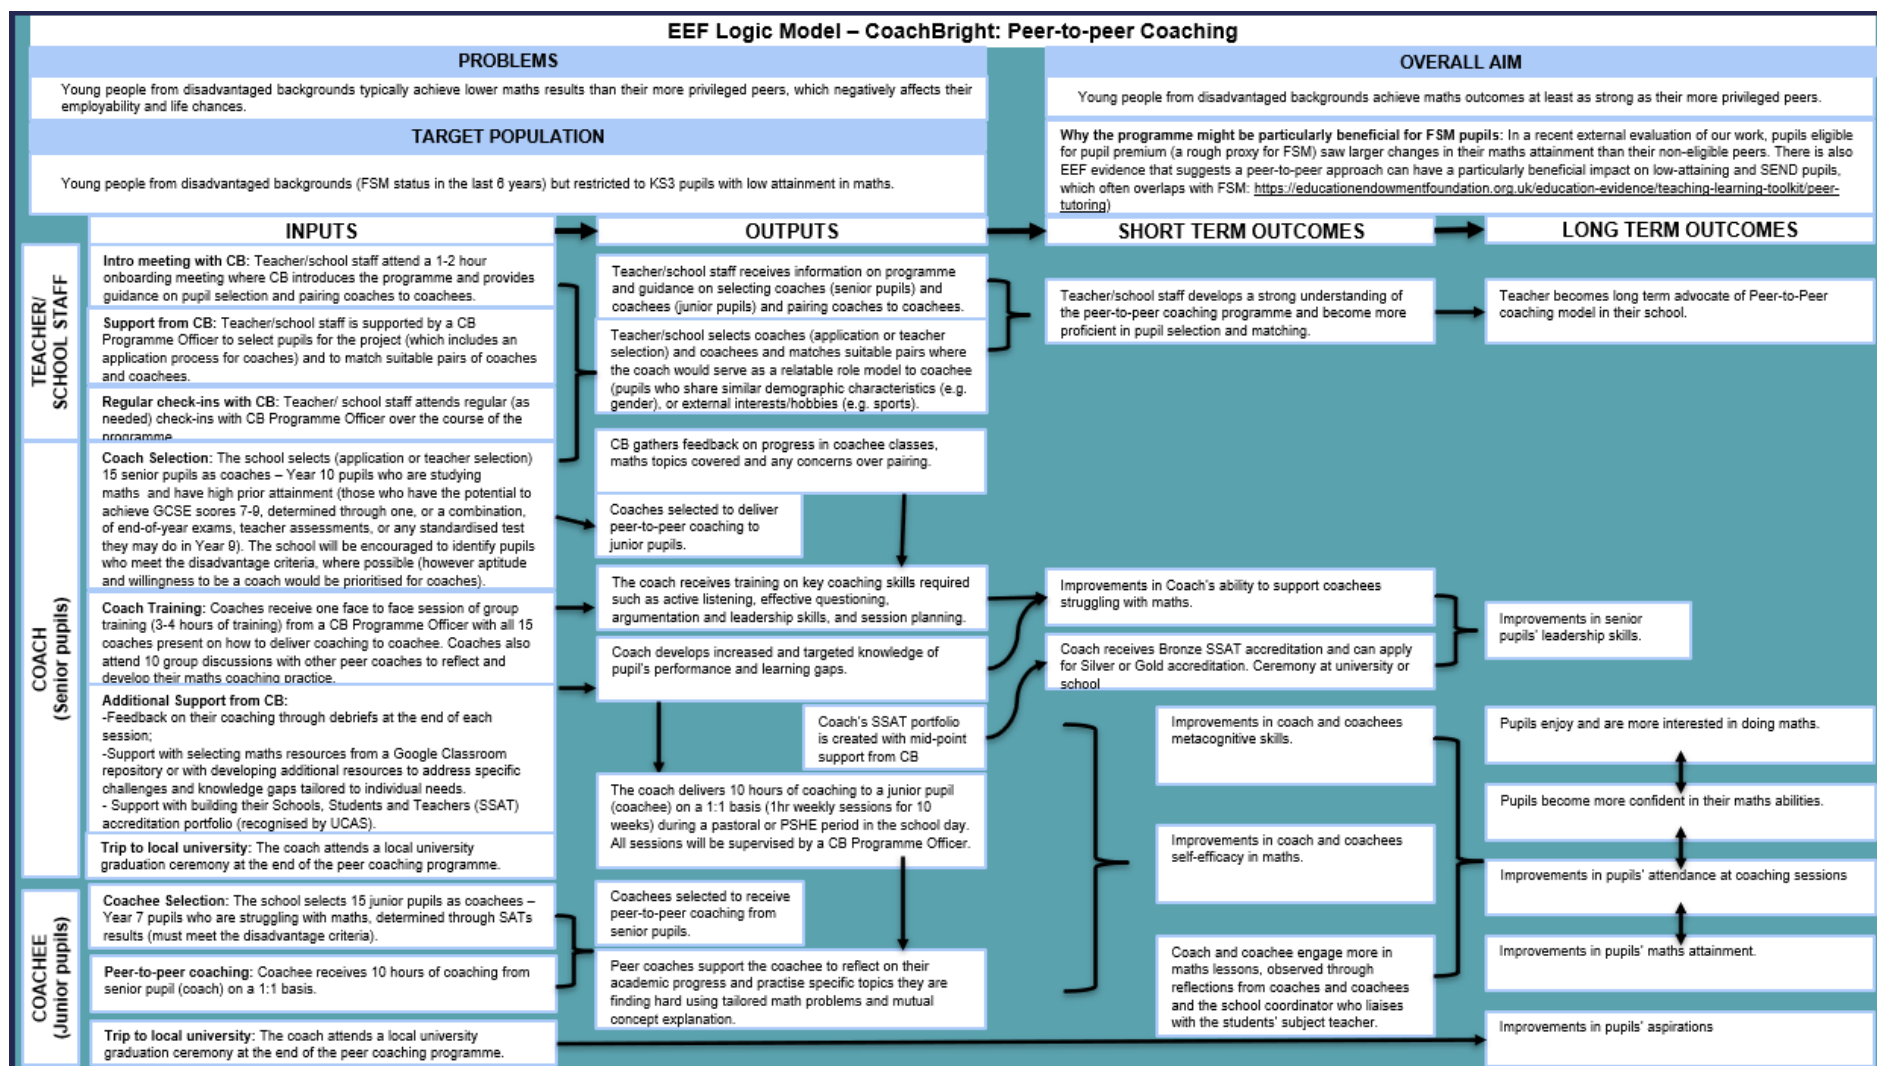 EEF Logic Model – CoachBright: Peer-to-peer Coaching
PROBLEMS
Young people from disadvantaged backgrounds typically achieve lower maths results than their more privileged peers, which negatively affects their
employability and life chances.
TARGET POPULATION
Young people from disadvantaged backgrounds (FSM status in the last 6 years) but restricted to KS3 pupils with low attainment in maths.
OVERALL AIM
Young people from disadvantaged backgrounds achieve maths outcomes at least as strong as their more privileged peers.
Why the programme might be particularly beneficial for FSM pupils: In a recent external evaluation of our work, pupils eligible
for pupil premium (a rough proxy for FSM) saw larger changes in their maths attainment than their non-eligible peers. There is also
EEF evidence that suggests a peer-to-peer approach can have a particularly beneficial impact on low-attaining and SEND pupils,
which often overlaps with FSM: https://educationendowmentfoundation.org.uk/education-evidence/teaching-learning-toolkit/peer-
tutoring)
INPUTS
OUTPUTS
SHORT TERM OUTCOMES
LONG TERM OUTCOMES
TEACHER/
SCHOOL STAFF
Intro meeting with CB: Teacher/school staff attend a 1-2 hour
onboarding meeting where CB introduces the programme and provides
guidance on pupil selection and pairing coaches to coachees.
Support from CB: Teacher/school staff is supported by a CB
Programme Officer to select pupils for the project (which includes an
application process for coaches) and to match suitable pairs of coaches
and coachees.
Regular check-ins with CB: Teacher/ school staff attends regular (as
needed) check-ins with CB Programme Officer over the course of the
programme
Teacher/school staff receives information on programme
and guidance on selecting coaches (senior pupils) and
coachees (junior pupils) and pairing coaches to coachees.
Teacher/school selects coaches (application or teacher
selection) and coachees and matches suitable pairs where
the coach would serve as a relatable role model to coachee
(pupils who share similar demographic characteristics (e.g.
gender), or external interests/hobbies (e.g. sports).
CB gathers feedback on progress in coachee classes,
maths topics covered and any concerns over pairing.
Teacher/school staff develops a strong understanding of
the peer-to-peer coaching programme and become more
proficient in pupil selection and matching.
Teacher becomes long term advocate of Peer-to-Peer
coaching model in their school.
COACH
(Senior pupils)
Coach Selection: The school selects (application or teacher selection)
15 senior pupils as coaches – Year 10 pupils who are studying
maths and have high prior attainment (those who have the potential to
achieve GCSE scores 7-9, determined through one, or a combination,
of end-of-year exams, teacher assessments, or any standardised test
they may do in Year 9). The school will be encouraged to identify pupils
who meet the disadvantage criteria, where possible (however aptitude
and willingness to be a coach would be prioritised for coaches).
Coach Training: Coaches receive one face to face session of group
training (3-4 hours of training) from a CB Programme Officer with all 15
coaches present on how to deliver coaching to coachee. Coaches also
attend 10 group discussions with other peer coaches to reflect and
develop their maths coaching practice.
Additional Support from CB:
-Feedback on their coaching through debriefs at the end of each
session;
-Support with selecting maths resources from a Google Classroom
repository or with developing additional resources to address specific
challenges and knowledge gaps tailored to individual needs.
- Support with building their Schools, Students and Teachers (SSAT)
accreditation portfolio (recognised by UCAS).
Trip to local university: The coach attends a local university
graduation ceremony at the end of the peer coaching programme.
Coaches selected to deliver
peer-to-peer coaching to
junior pupils.
The coach receives training on key coaching skills required
such as active listening, effective questioning,
argumentation and leadership skills, and session planning.
Coach develops increased and targeted knowledge of
pupil's performance and learning gaps.
Coach's SSAT portfolio
is created with mid-point
support from CB
The coach delivers 10 hours of coaching to a junior pupil
(coachee) on a 1:1 basis (1hr weekly sessions for 10
weeks) during a pastoral or PSHE period in the school day.
All sessions will be supervised by a CB Programme Officer.
Improvements in Coach's ability to support coachees
struggling with maths.
Coach receives Bronze SSAT accreditation and can apply
for Silver or Gold accreditation. Ceremony at university or
school
Improvements in senior
pupils' leadership skills.
Improvements in coach and coachees
metacognitive skills.
Improvements in coach and coachees
self-efficacy in maths.
Coach and coachee engage more in
maths lessons, observed through
reflections from coaches and coachees
and the school coordinator who liaises
with the students' subject teacher.
Pupils enjoy and are more interested in doing maths.
Pupils become more confident in their maths abilities.
Improvements in pupils' attendance at coaching sessions
Improvements in pupils' maths attainment.
Improvements in pupils' aspirations
COACHEE
(Junior pupils)
Coachee Selection: The school selects 15 junior pupils as coachees –
Year 7 pupils who are struggling with maths, determined through SATs
results (must meet the disadvantage criteria).
Peer-to-peer coaching: Coachee receives 10 hours of coaching from
senior pupil (coach) on a 1:1 basis.
Trip to local university: The coach attends a local university
graduation ceremony at the end of the peer coaching programme.
Coachees selected to receive
peer-to-peer coaching from
senior pupils.
Peer coaches support the coachee to reflect on their
academic progress and practise specific topics they are
finding hard using tailored math problems and mutual
concept explanation.